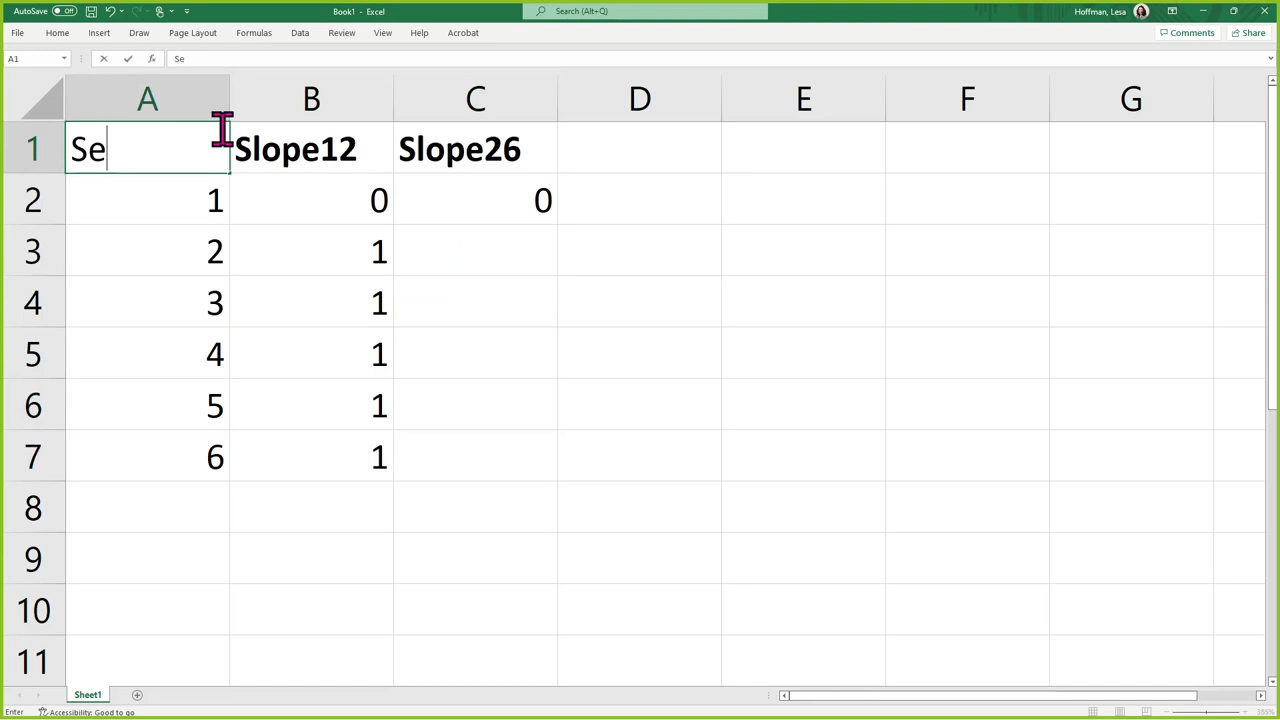 AutoSave Off Book1 - Excel Search (Alt+Q) Hoffman, Lesa
File Home Insert Draw Page Layout Formulas Data Review View Help Acrobat Comments Share
A1 fx Se
A B C D E F G
1 Se Slope12 Slope26
2 1 0 0
3 2 1
4 3 1
5 4 1
6 5 1
7 6 1
8
9
10
11
Sheet1
Enter Accessibility: Good to go 385%